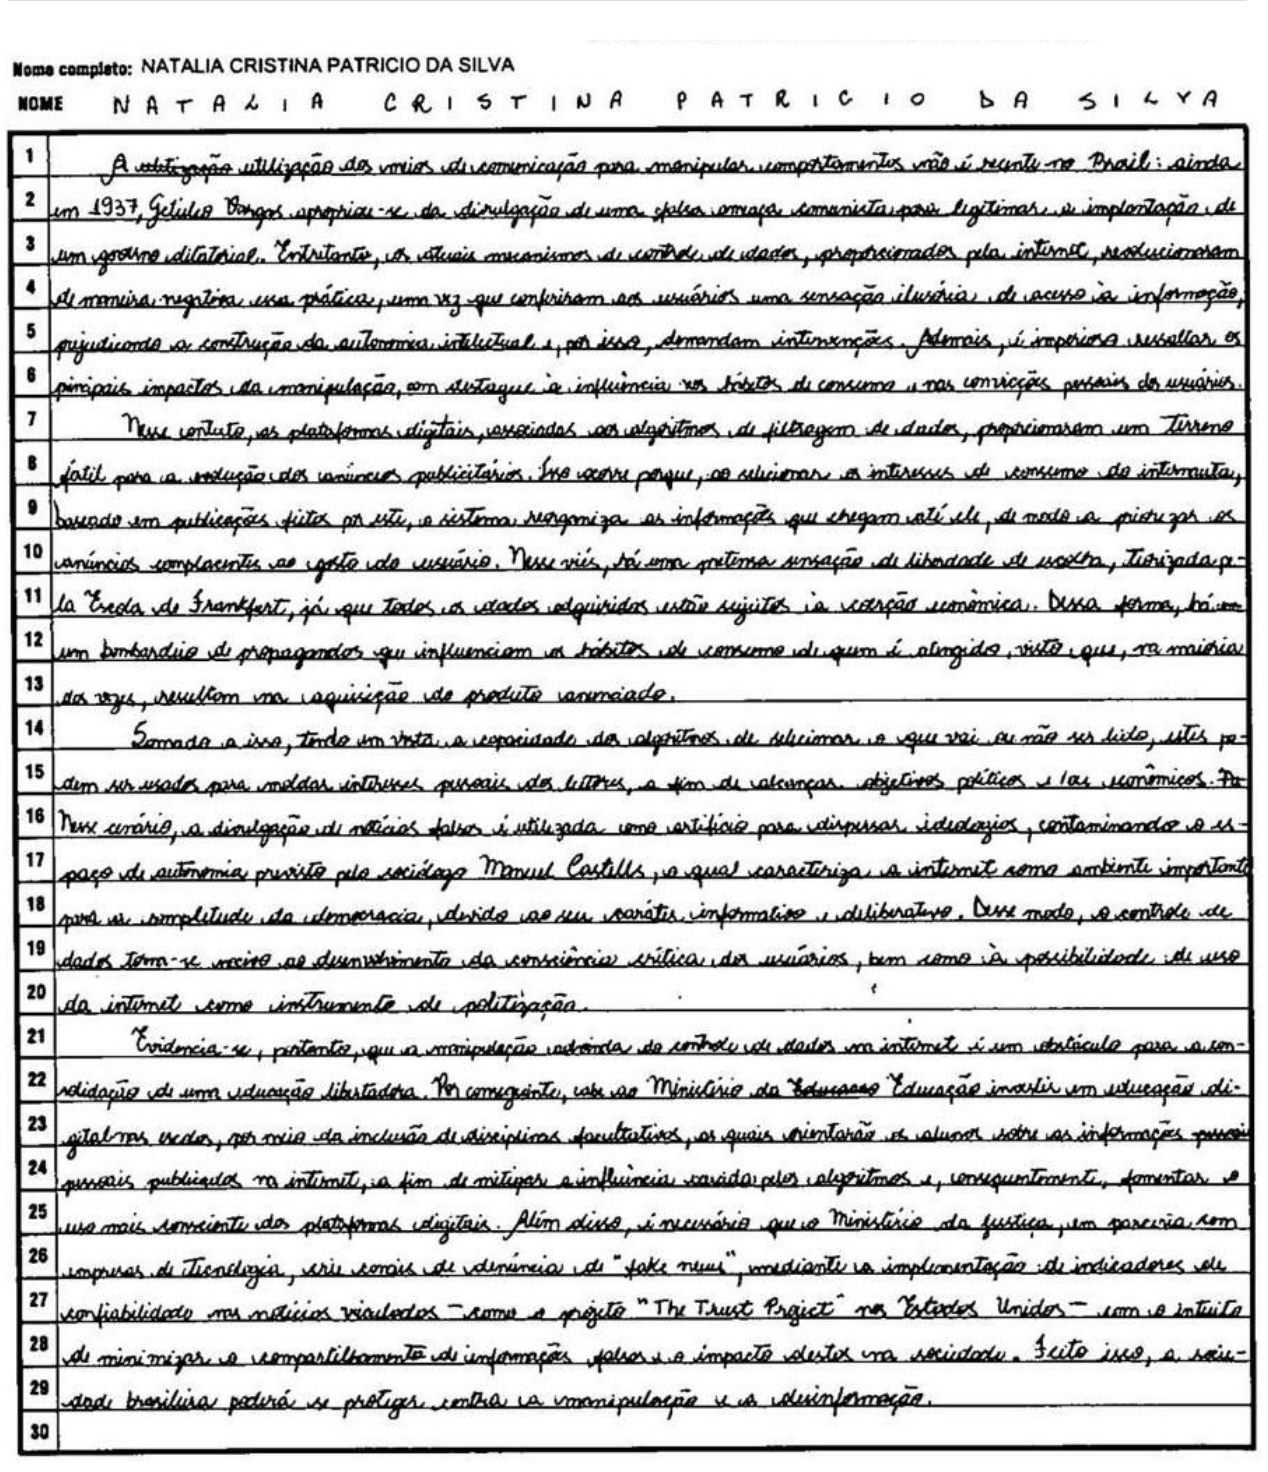 Nome completo: NATALIA CRISTINA PATRICIO DA SILVA
NOME NATALIA CRISTINA PATRICIO DA SILVA
1 A utilização utilização dos meios de comunicação para manipular comportamentos não é recente no Brasil: ainda
2 em 1937, Getúlio Vargas apropriou-se da divulgação de uma falsa ameaça comunista para legitimar a implantação de
3 um governo ditatorial. Entretanto, os atuais mecanismos de controle de dados, proporcionados pela internet, revolucionaram
4 de maneira negativa essa prática, uma vez que conferiram aos usuários uma sensação ilusória de acesso à informação,
5 prejudicando a construção da autonomia intelectual e, por isso, demandam intervenções. Ademais, é imperioso ressaltar os
6 principais impactos da manipulação, com destaque à influência nos hábitos de consumo e nas convicções pessoais dos usuários.
7 Nesse contexto, as plataformas digitais, associadas aos algoritmos de filtragem de dados, proporcionaram um terreno
8 fértil para a evolução dos anúncios publicitários. Isso ocorre porque, ao selecionar os interesses de consumo do internauta,
9 baseado em publicações feitas por este, o sistema reorganiza as informações que chegam até ele, de modo a priorizar os
10 anúncios complacentes ao gosto do usuário. Nesse viés, há uma pretensa sensação de liberdade de escolha, teorizada pe-
11 la Escola de Frankfurt, já que todos os dados adquiridos estão sujeitos à coerção econômica. Dessa forma, há um
12 um bombardeio de propagandas que influenciam os hábitos de consumo de quem é atingido, visto que, na maioria
13 das vezes, resultam na aquisição do produto anunciado.
14 Somado a isso, tendo em vista a capacidade dos algoritmos de selecionar o que vai ou não ser lido, estes po-
15 dem ser usados para moldar interesses pessoais dos leitores, a fim de alcançar objetivos políticos e/ou econômicos.
16 Nesse cenário, a divulgação de notícias falsas é utilizada como artifício para dispersar ideologias, contaminando o es-
17 paço de autonomia previsto pelo sociólogo Manuel Castells, o qual caracteriza a internet como ambiente importante
18 para a completude da democracia, devido ao seu caráter informativo e deliberativo. Desse modo, o controle de
19 dados torna-se nocivo ao desenvolvimento da consciência crítica dos usuários, bem como à possibilidade de uso
20 da internet como instrumento de politização.
21 Evidencia-se, portanto, que a manipulação advinda do controle de dados na internet é um obstáculo para a con-
22 solidação de uma educação libertadora. Por conseguinte, cabe ao Ministério da Educacao Educação investir em educação di-
23 gital nas escolas, por meio da inclusão de disciplinas facultativas, as quais orientarão os alunos sobre as informações pessoais
24 pessoais publicadas na internet, a fim de mitigar a influência exercida pelos algoritmos e, consequentemente, fomentar o
25 uso mais consciente das plataformas digitais. Além disso, é necessário que o Ministério da Justiça, em parceria com
26 empresas de Tecnologia, crie canais de denúncia de "fake news", mediante a implementação de indicadores de
27 confiabilidade nas notícias veiculadas – como o projeto "The Trust Project" nos Estados Unidos – com o intuito
28 de minimizar o compartilhamento de informações falsas e o impacto destes na sociedade. Feito isso, a socie-
29 dade brasileira poderá se proteger contra a manipulação e a desinformação.
30